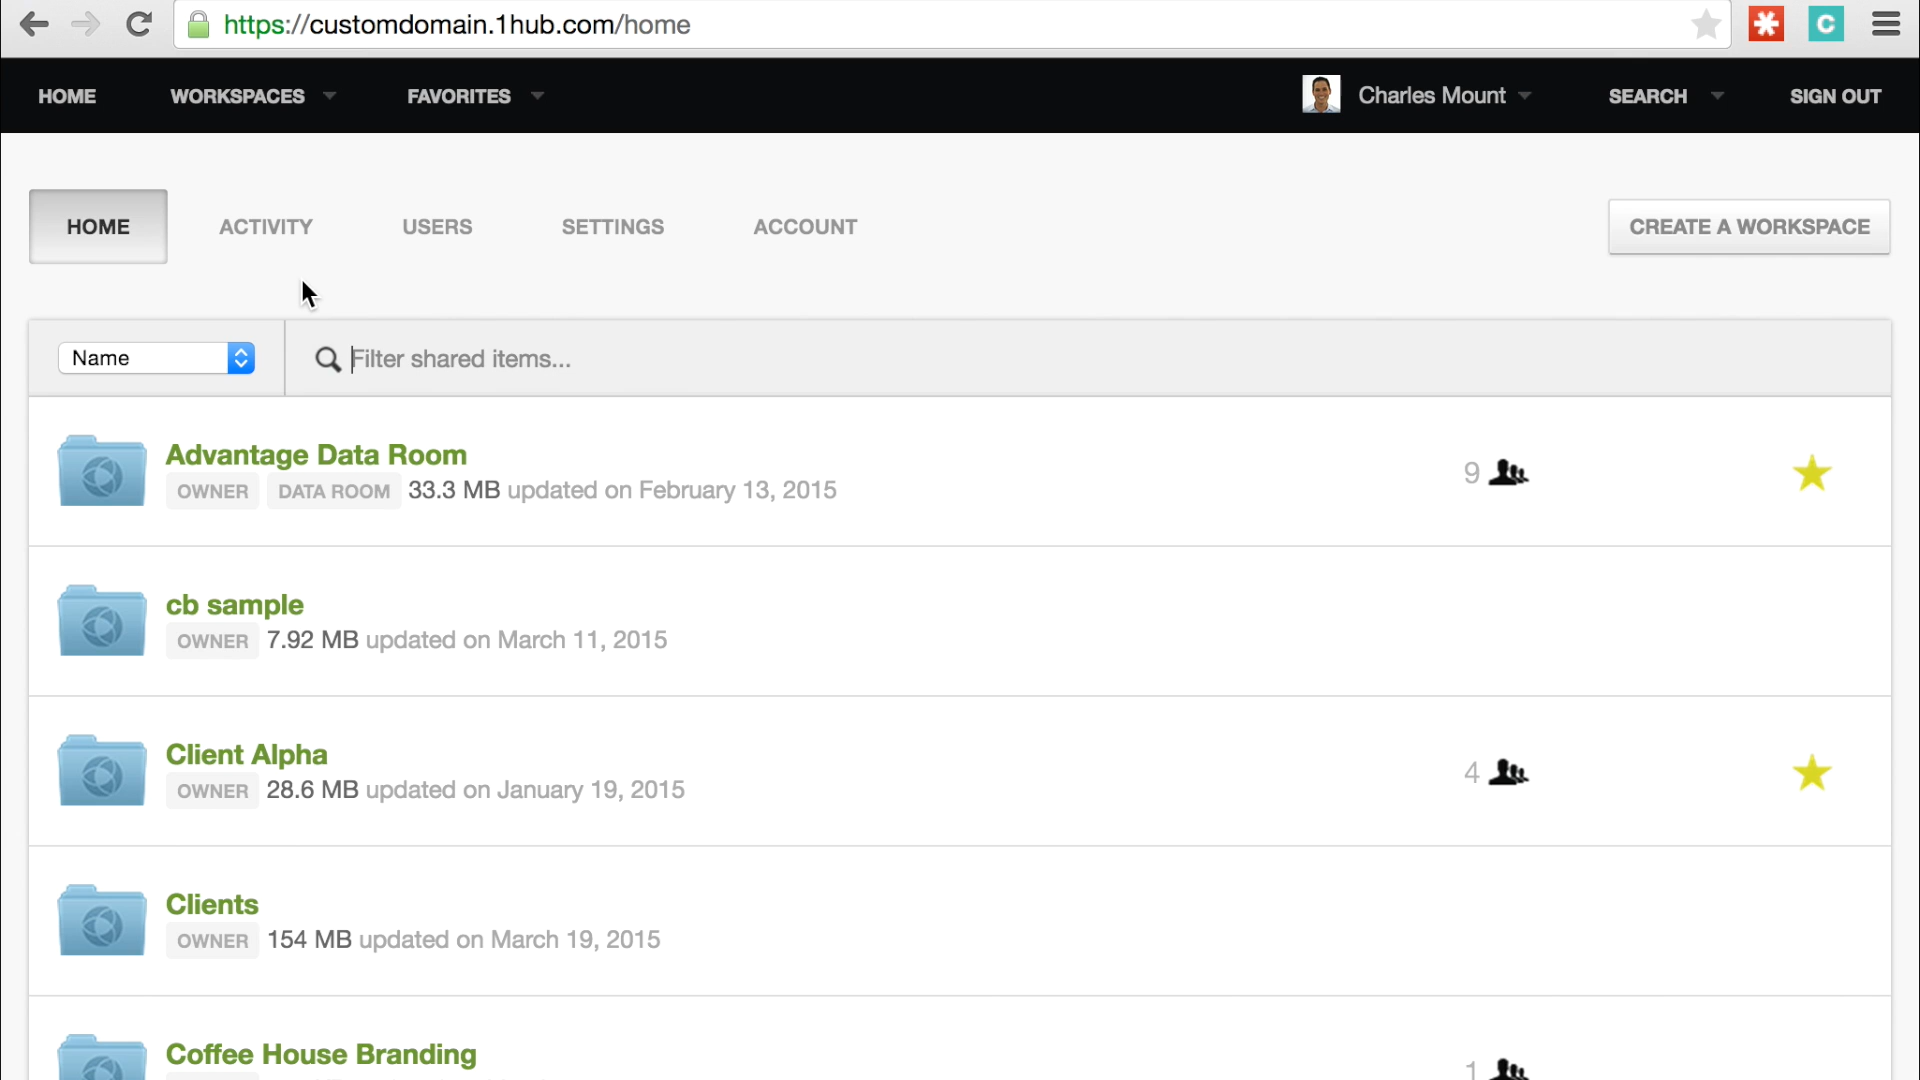 https://customdomain.1hub.com/home
HOME WORKSPACES FAVORITES Charles Mount SEARCH SIGN OUT
HOME ACTIVITY USERS SETTINGS ACCOUNT CREATE A WORKSPACE
Name Filter shared items...
Advantage Data Room
OWNER DATA ROOM 33.3 MB updated on February 13, 2015
9
cb sample
OWNER 7.92 MB updated on March 11, 2015
Client Alpha
OWNER 28.6 MB updated on January 19, 2015
4
Clients
OWNER 154 MB updated on March 19, 2015
Coffee House Branding
1